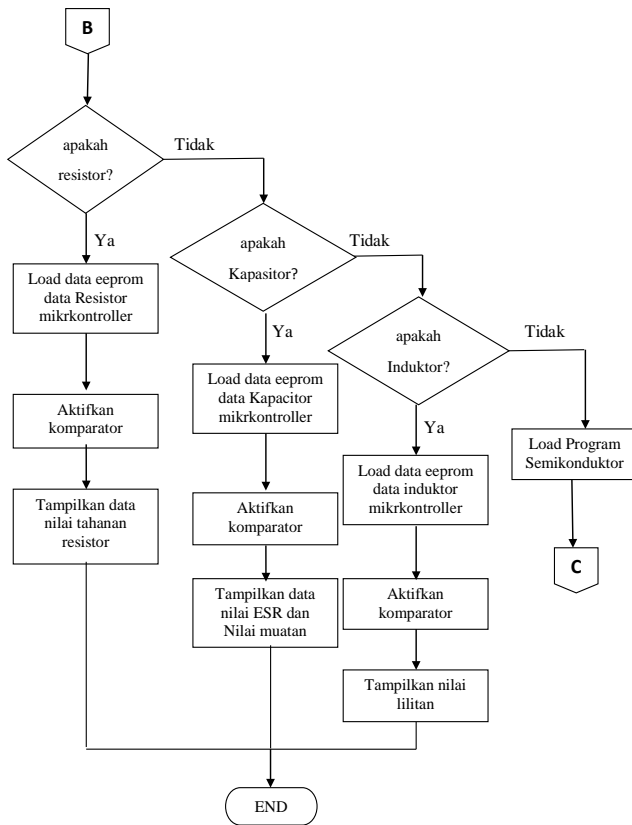 B
apakah
resistor?
Tidak
Ya
Load data eeprom
data Resistor
mikrkontroller
Aktifkan
komparator
Tampilkan data
nilai tahanan
resistor
apakah
Kapasitor?
Tidak
Ya
Load data eeprom
data Kapacitor
mikrkontroller
Aktifkan
komparator
Tampilkan data
nilai ESR dan
Nilai muatan
apakah
Induktor?
Tidak
Ya
Load data eeprom
data induktor
mikrkontroller
Aktifkan
komparator
Tampilkan nilai
lilitan
Load Program
Semikonduktor
C
END